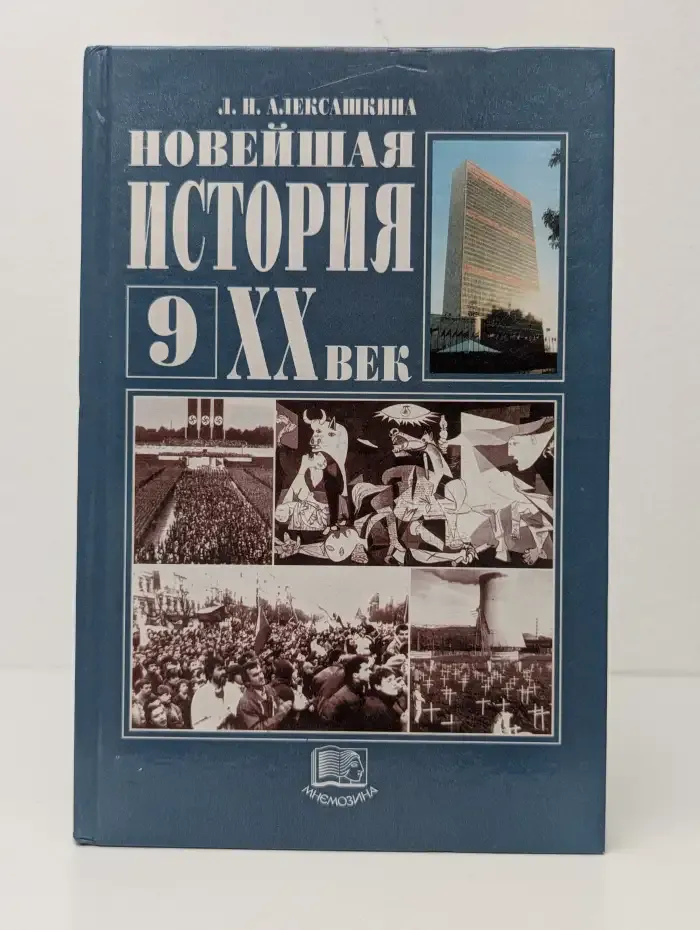 Л. Н. АЛЕКСАШКИНА
НОВЕЙШАЯ
ИСТОРИЯ
9 XX ВЕК
МНЕМОЗИНА